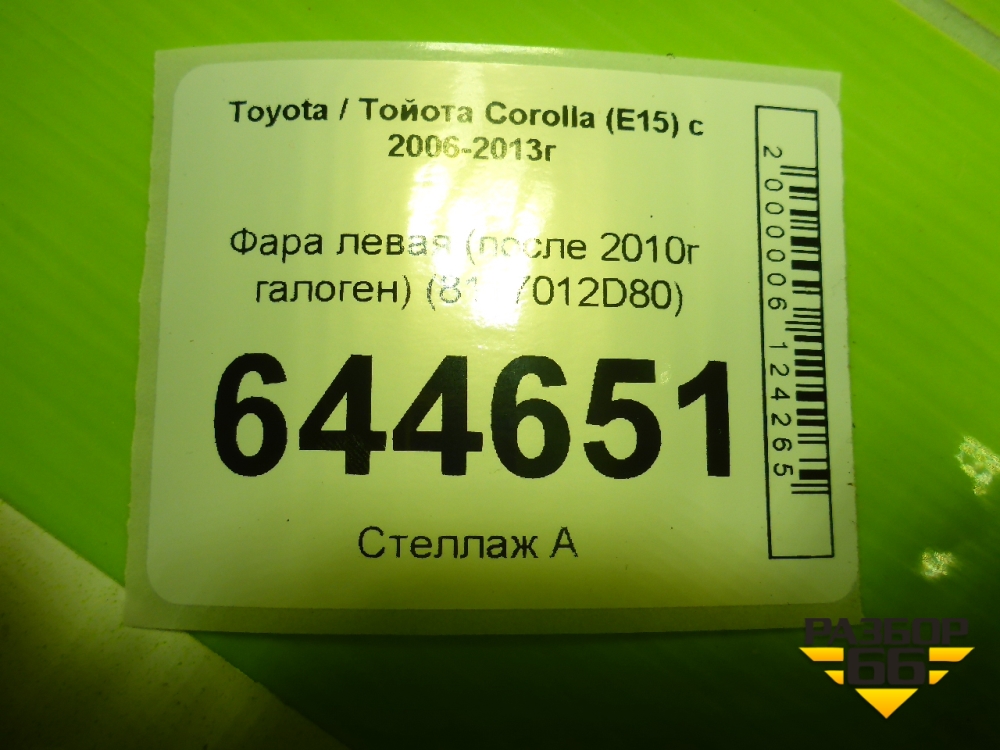 Toyota / Тойота Corolla (E15) с
2006-2013г
Фара левая (после 2010г
галоген)
644651
Стеллаж А
2000006124265
РАЗБОР
66